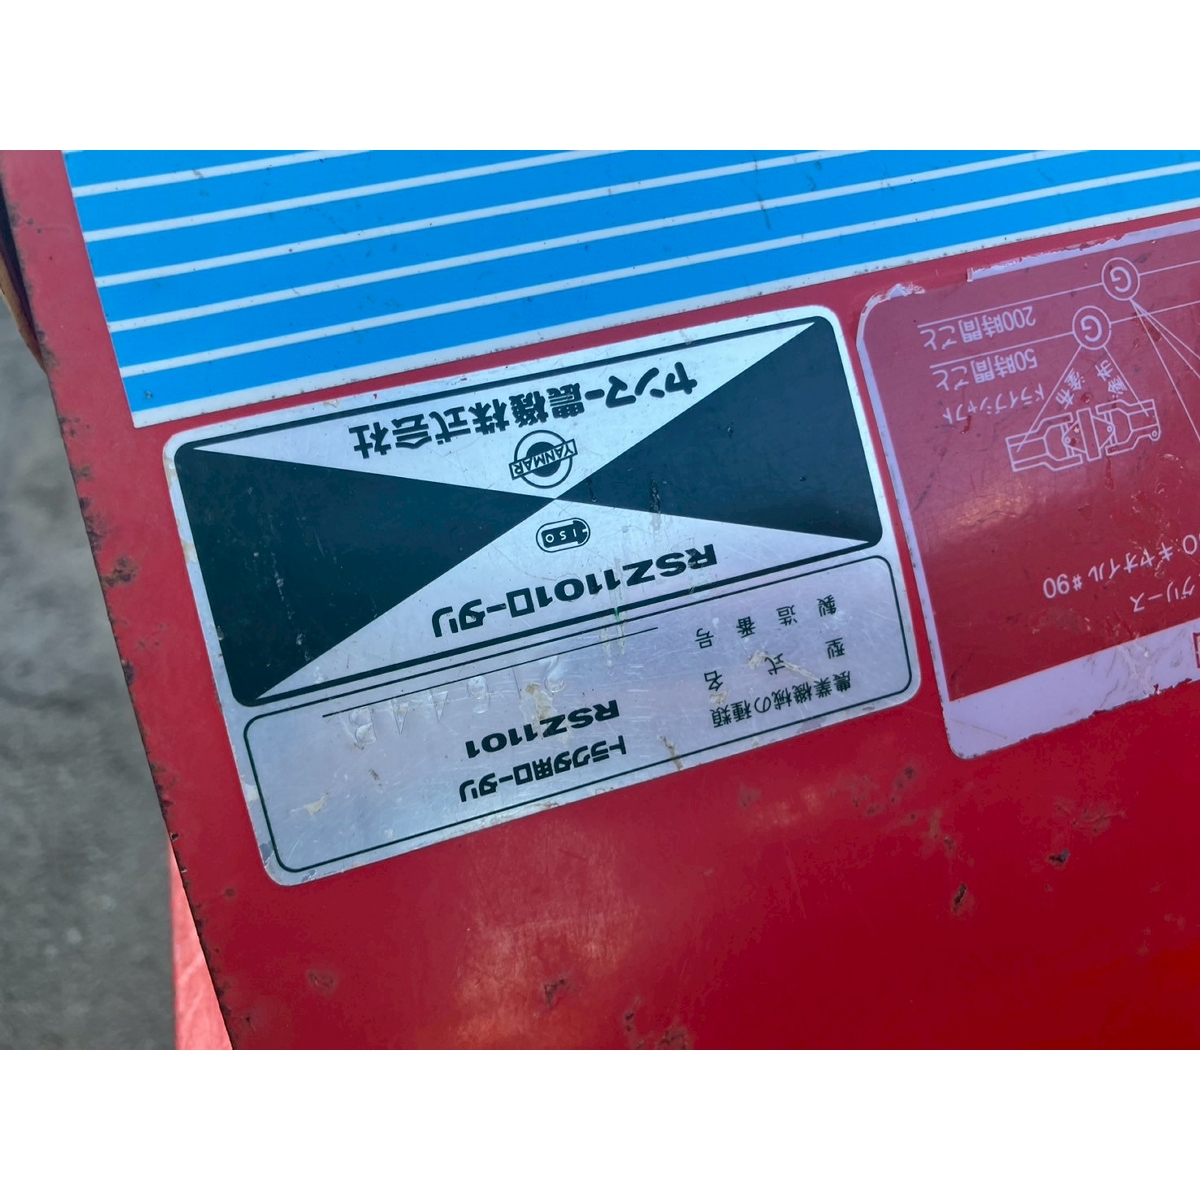 グリース
ギヤオイル #90
塗布
ドライブシャフト
50時間ごと
G
200時間ごと
G
農業機械の種類 トラクタ用ロータリ
型式名 RSZ1101
製造番号
RSZ1101ロータリ
ISO
YANMAR
ヤンマー農機株式会社